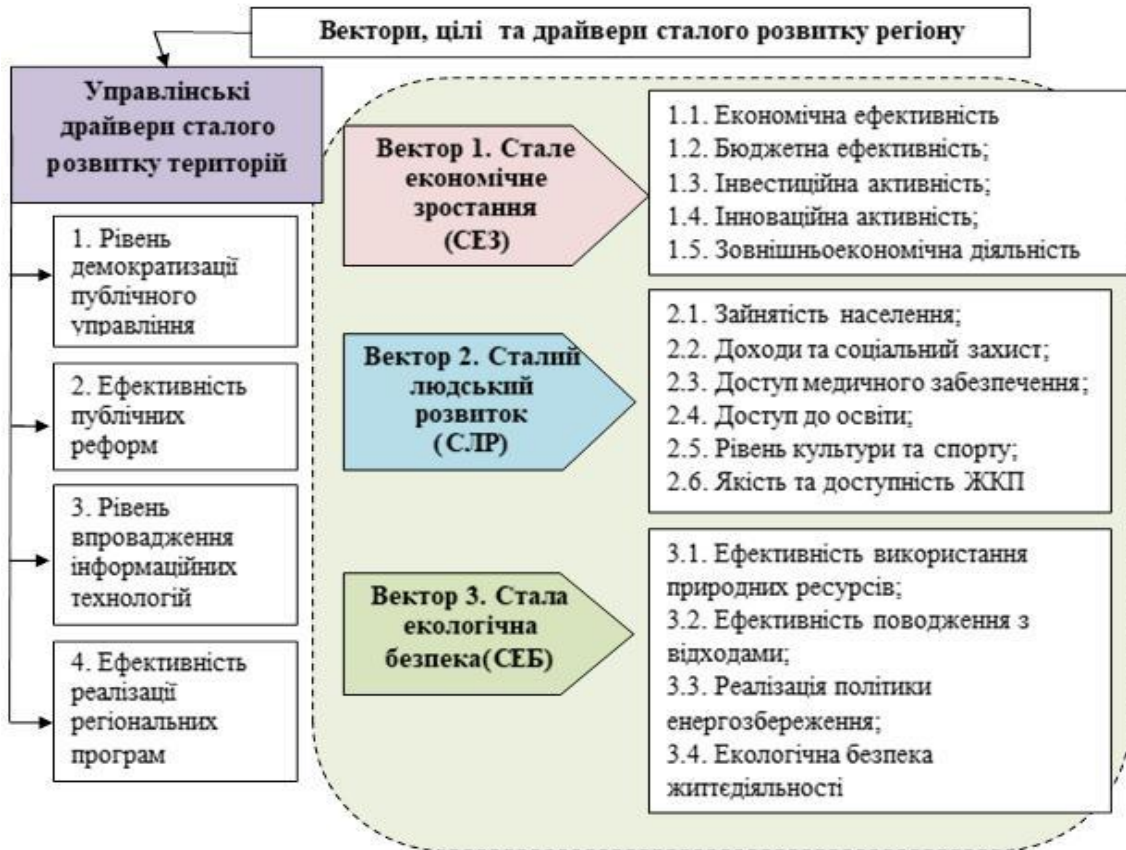 Вектори, цілі та драйвери сталого розвитку регіону
Управлінські
драйвери сталого
розвитку територій
1. Рівень
демократизації
публічного
управління
2. Ефективність
публічних
реформ
3. Рівень
впровадження
інформаційних
технологій
4. Ефективність
реалізації
регіональних
програм
Вектор 1. Стале
економічне
зростання
(СЕЗ)
1.1. Економічна ефективність
1.2. Бюджетна ефективність;
1.3. Інвестиційна активність;
1.4. Інноваційна активність;
1.5. Зовнішньоекономічна діяльність
Вектор 2. Сталий
людський
розвиток
(СЛР)
2.1. Зайнятість населення;
2.2. Доходи та соціальний захист;
2.3. Доступ медичного забезпечення;
2.4. Доступ до освіти;
2.5. Рівень культури та спорту;
2.6. Якість та доступність ЖКП
Вектор 3. Стала
екологічна
безпека(СЕБ)
3.1. Ефективність використання
природних ресурсів;
3.2. Ефективність поводження з
відходами;
3.3. Реалізація політики
енергозбереження;
3.4. Екологічна безпека
життєдіяльності